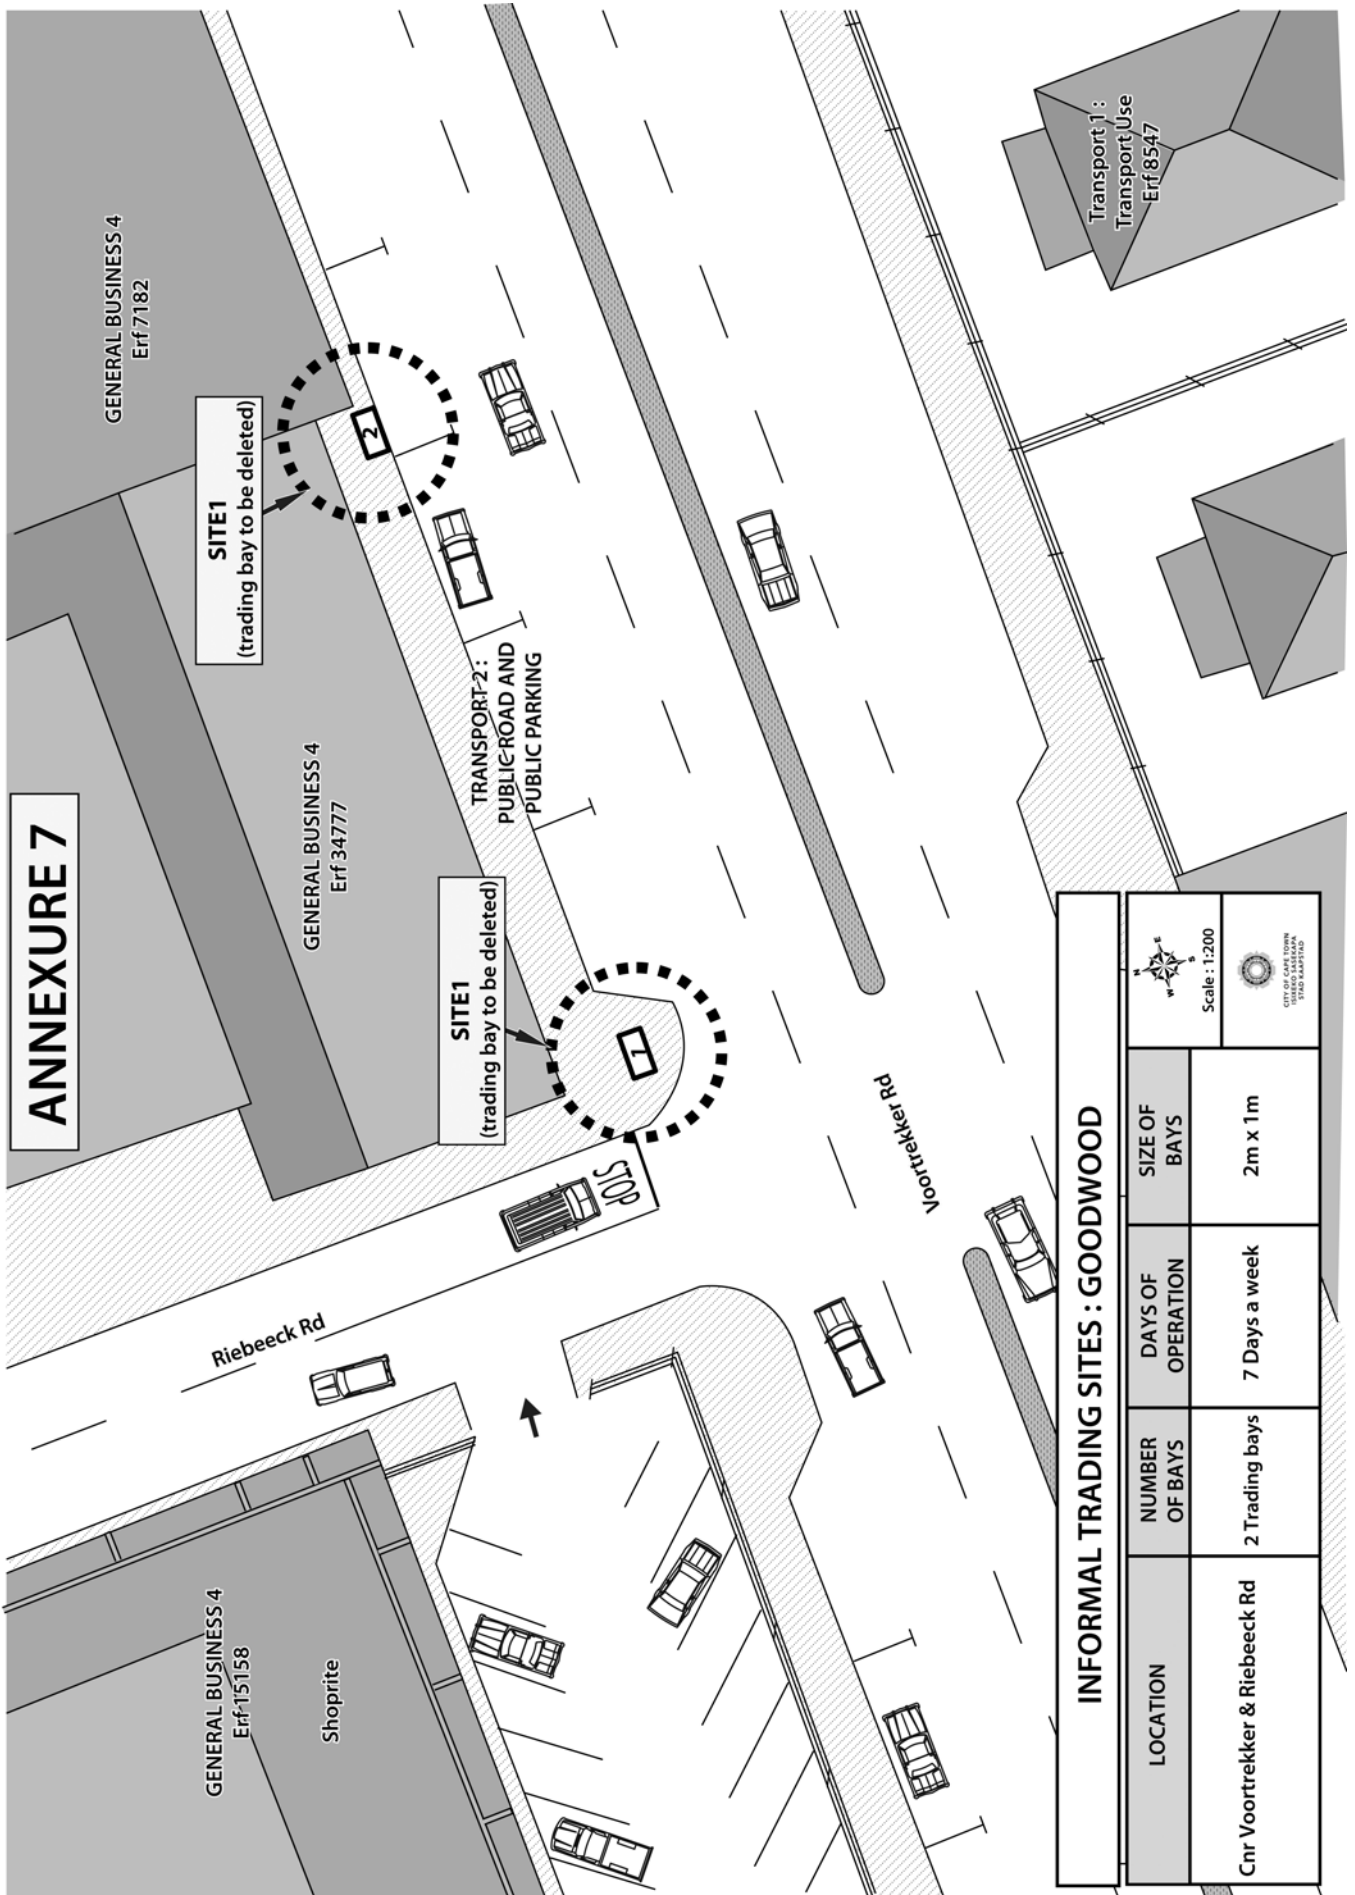 ANNEXURE 7
GENERAL BUSINESS 4
Erf 15158
Shoprite
Riebeeck Rd
STOP
GENERAL BUSINESS 4
Erf 34777
GENERAL BUSINESS 4
Erf 7182
SITE1
(trading bay to be deleted)
1
SITE1
(trading bay to be deleted)
2
TRANSPORT 2 :
PUBLIC ROAD AND
PUBLIC PARKING
Voortrekker Rd
Transport 1 :
Transport Use
Erf 8547
INFORMAL TRADING SITES : GOODWOOD
LOCATION
NUMBER
OF BAYS
DAYS OF
OPERATION
SIZE OF
BAYS
Cnr Voortrekker & Riebeeck Rd
2 Trading bays
7 Days a week
2m x 1m
N
E
S
W
Scale : 1:200
CITY OF CAPE TOWN
ISIXEKO SASEKAPA
STAD KAAPSTAD